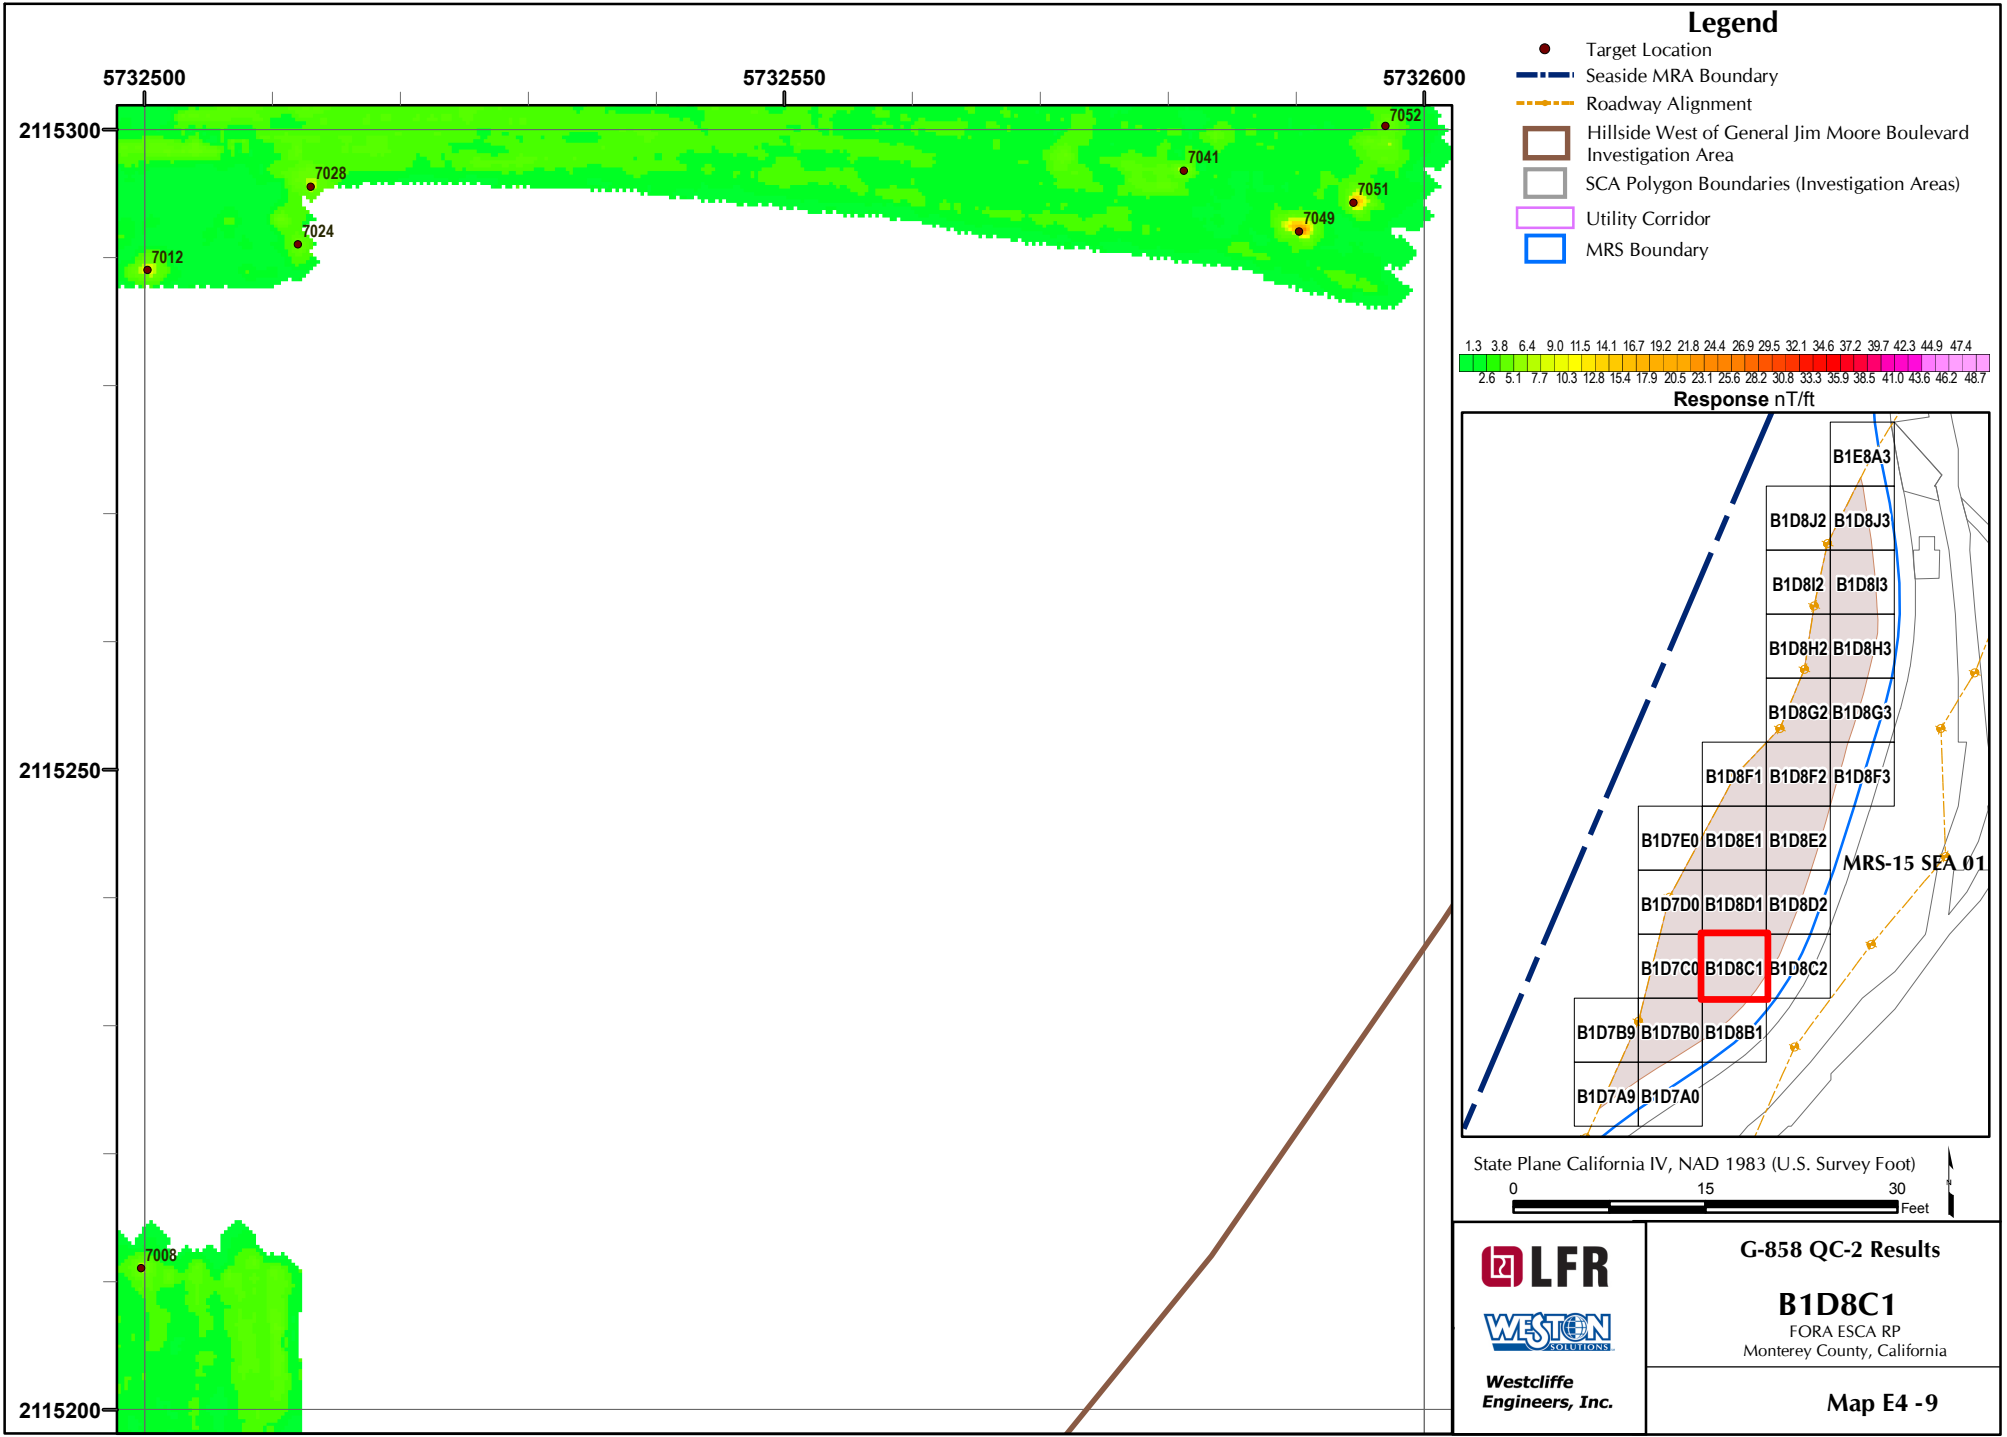 5732500
5732550
5732600
2115300
2115250
2115200
7052
7041
7028
7051
7049
7024
7012
7008
Legend
Target Location
Seaside MRA Boundary
Roadway Alignment
Hillside West of General Jim Moore Boulevard
Investigation Area
SCA Polygon Boundaries (Investigation Areas)
Utility Corridor
MRS Boundary
1.3 3.8 6.4 9.0 11.5 14.1 16.7 19.2 21.8 24.4 26.9 29.5 32.1 34.6 37.2 39.7 42.3 44.9 47.4
2.6 5.1 7.7 10.3 12.8 15.4 17.9 20.5 23.1 25.6 28.2 30.8 33.3 35.9 38.5 41.0 43.6 46.2 48.7
Response nT/ft
B1E8A3
B1D8J2 B1D8J3
B1D8I2 B1D8I3
B1D8H2 B1D8H3
B1D8G2 B1D8G3
B1D8F1 B1D8F2 B1D8F3
B1D7E0 B1D8E1 B1D8E2
MRS-15 SEA 01
B1D7D0 B1D8D1 B1D8D2
B1D7C0 B1D8C1 B1D8C2
B1D7B9 B1D7B0 B1D8B1
B1D7A9 B1D7A0
State Plane California IV, NAD 1983 (U.S. Survey Foot)
0 15 30
Feet
N
LFR
WESTON
SOLUTIONS
Westcliffe
Engineers, Inc.
G-858 QC-2 Results
B1D8C1
FORA ESCA RP
Monterey County, California
Map E4 -9